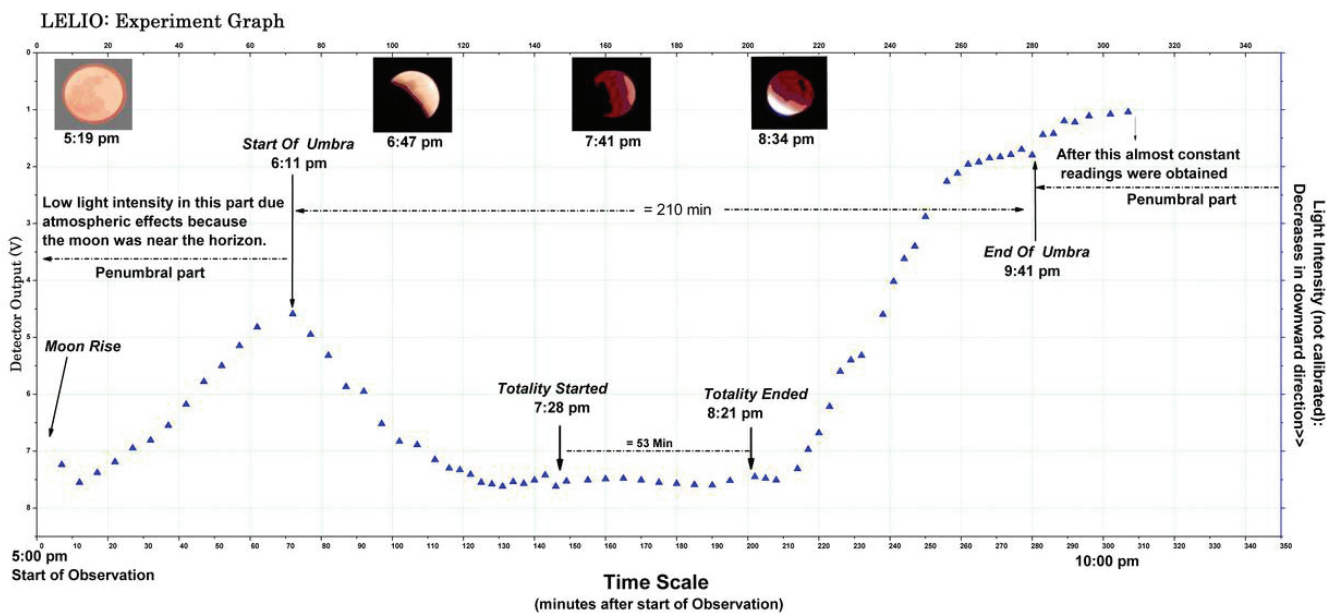 LELIO: Experiment Graph
0 20 40 60 80 100 120 140 160 180 200 220 240 260 280 300 320 340
5:19 pm
6:47 pm
7:41 pm
8:34 pm
Start Of Umbra
6:11 pm
After this almost constant
readings were obtained
Penumbral part
Low light intensity in this part due
atmospheric effects because
the moon was near the horizon.
Penumbral part
= 210 min
End Of Umbra
9:41 pm
Moon Rise
Totality Started
7:28 pm
Totality Ended
8:21 pm
= 53 Min
Detector Output (V)
0
1
2
3
4
5
6
7
8
Light Intensity (not calibrated):
Decreases in downward direction>>
10 20 30 40 50 60 70 80 90 100 110 120 130 140 150 160 170 180 190 200 210 220 230 240 250 260 270 280 290 300 310 320 330 350
5:00 pm
Start of Observation
10:00 pm
Time Scale
(minutes after start of Observation)